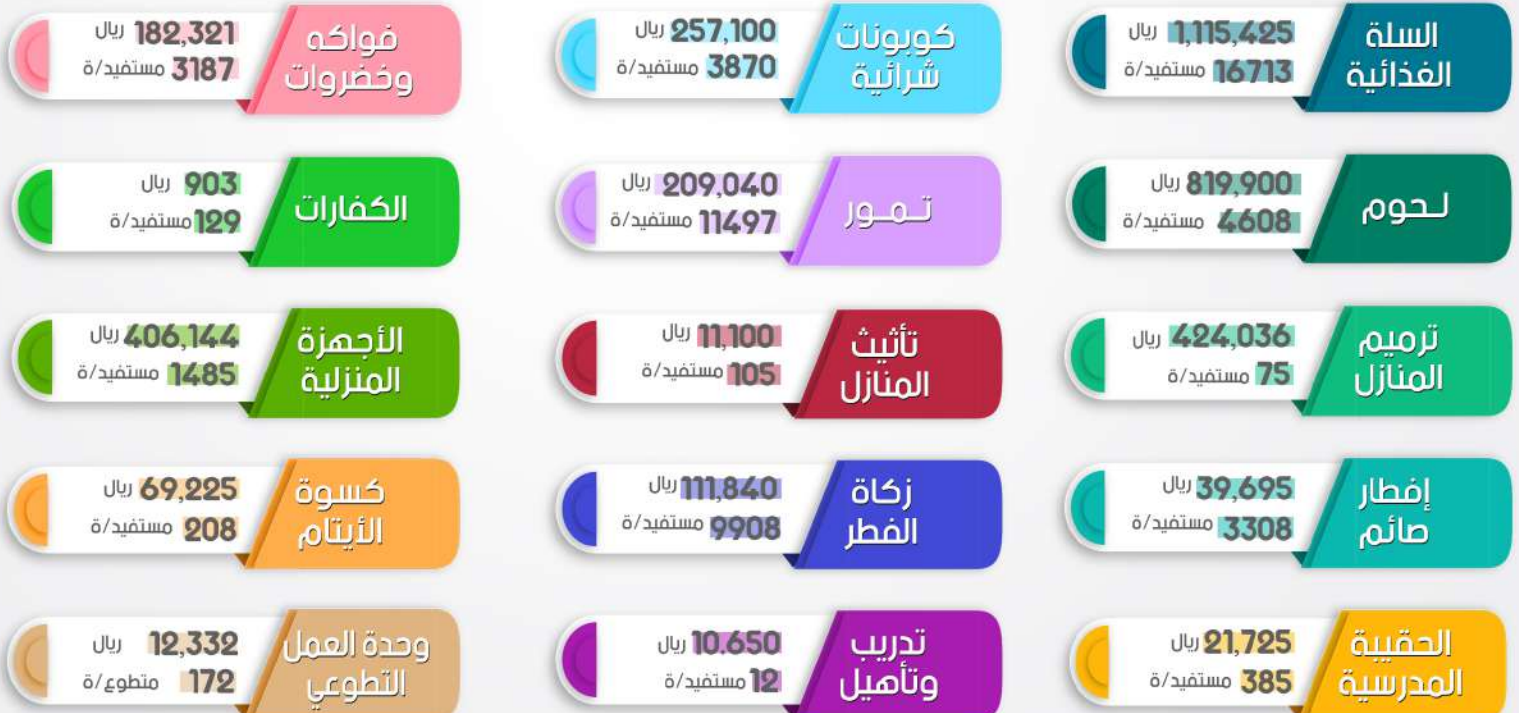 السلة
الغذائية
1,115,425 ريال
16713 مستفيد/ة
كوبونات
شرائية
257,100 ريال
3870 مستفيد/ة
فواكه
وخضروات
182,321 ريال
3187 مستفيد/ة
لـحوم
819,900 ريال
4608 مستفيد/ة
تـمـور
209,040 ريال
11497 مستفيد/ة
الكفارات
903 ريال
129 مستفيد/ة
ترميم
المنازل
424,036 ريال
75 مستفيد/ة
تأثيث
المنازل
11,100 ريال
105 مستفيد/ة
الأجهزة
المنزلية
406,144 ريال
1485 مستفيد/ة
إفطار
صائم
39,695 ريال
3308 مستفيد/ة
زكاة
الفطر
111,840 ريال
9908 مستفيد/ة
كسوة
الأيتام
69,225 ريال
208 مستفيد/ة
الحقيبة
المدرسية
21,725 ريال
385 مستفيد/ة
تدريب
وتأهيل
10.650 ريال
12 مستفيد/ة
وحدة العمل
التطوعي
12,332 ريال
172 متطوع/ة